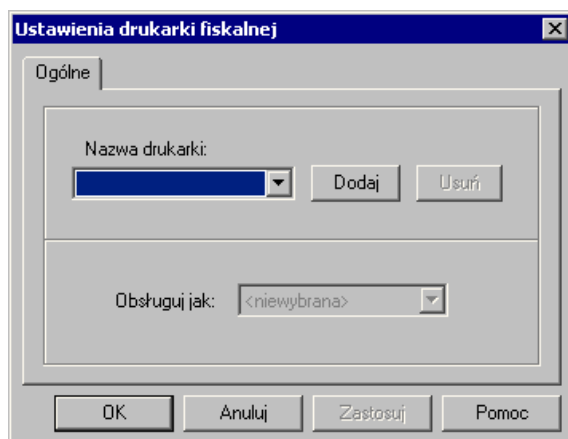 Ustawienia drukarki fiskalnej
Ogólne
Nazwa drukarki:
Dodaj
Usuń
Obsługuj jak:
<niewybrana>
OK
Anuluj
Zastosuj
Pomoc